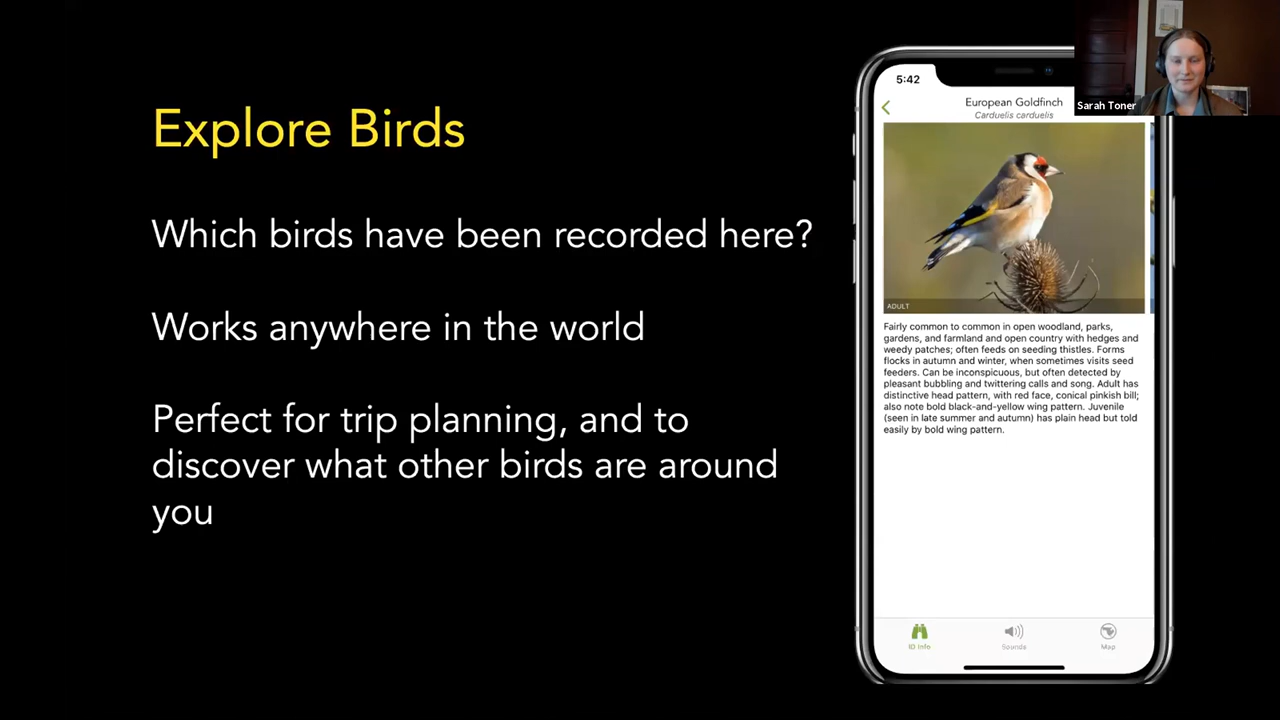 Explore Birds
Which birds have been recorded here?
Works anywhere in the world
Perfect for trip planning, and to
discover what other birds are around
you
5:42
European Goldfinch
Carduelis carduelis
ADULT
Fairly common to common in open woodland, parks,
gardens, and farmland and open country with hedges and
weedy patches; often feeds on seeding thistles. Forms
flocks in autumn and winter, when sometimes visits seed
feeders. Can be inconspicuous, but often detected by
pleasant bubbling and twittering calls and song. Adult has
distinctive head pattern, with red face, conical pinkish bill;
also note bold black-and-yellow wing pattern. Juvenile
(seen in late summer and autumn) has plain head but told
easily by bold wing pattern.
ID Info
Sounds
Map
Sarah Toner